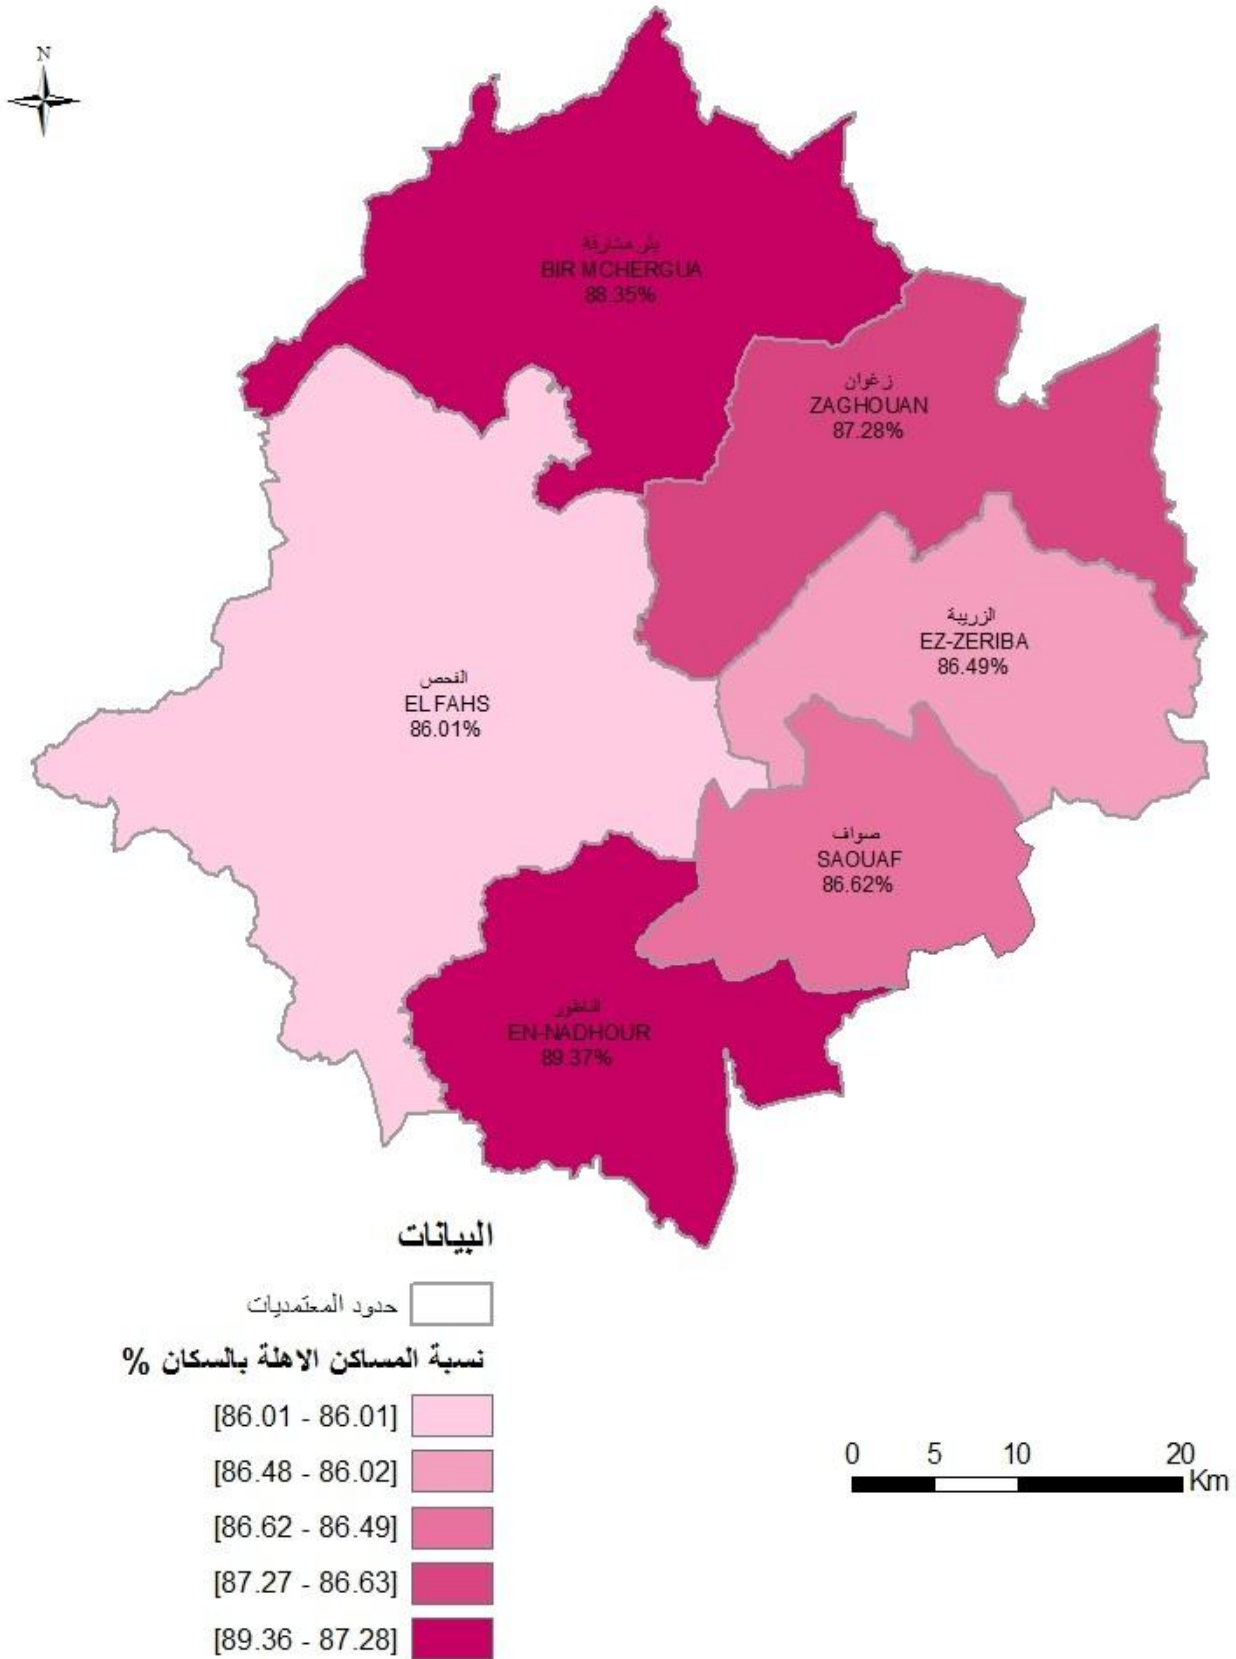 N
بئر مشارقة
BIR MCHERGUA
88.35%
زغوان
ZAGHOUAN
87.28%
الزريبة
EZ-ZERIBA
86.49%
الفحص
EL FAHS
86.01%
صواف
SAOUAF
86.62%
الناظور
EN-NADHOUR
89.37%
البيانات
حدود المعتمديات
نسبة المساكن الاهلة بالسكان %
[86.01 - 86.01]
[86.48 - 86.02]
[86.62 - 86.49]
[87.27 - 86.63]
[89.36 - 87.28]
0 5 10 20
Km